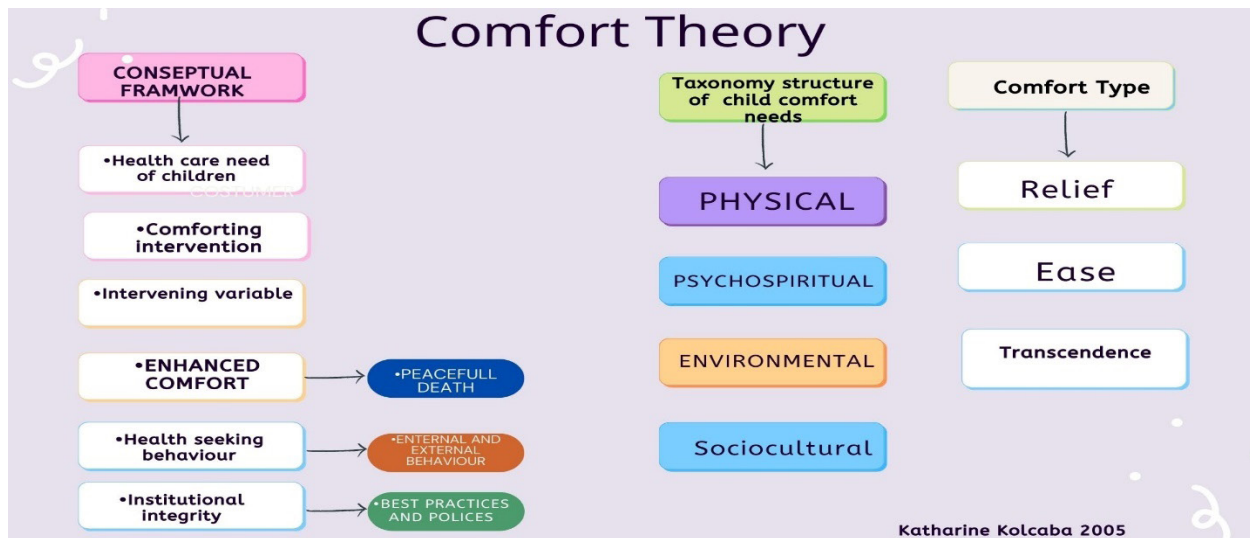 Comfort Theory
CONSEPTUAL
FRAMWORK
•Health care need
of children
COSTUMER
•Comforting
intervention
•Intervening variable
•ENHANCED
COMFORT
•PEACEFULL
DEATH
•Health seeking
behaviour
•ENTERNAL AND
EXTERNAL
BEHAVIOUR
•Institutional
integrity
•BEST PRACTICES
AND POLICES
Taxonomy structure
of child comfort
needs
PHYSICAL
PSYCHOSPIRITUAL
ENVIRONMENTAL
Sociocultural
Comfort Type
Relief
Ease
Transcendence
Katharine Kolcaba 2005